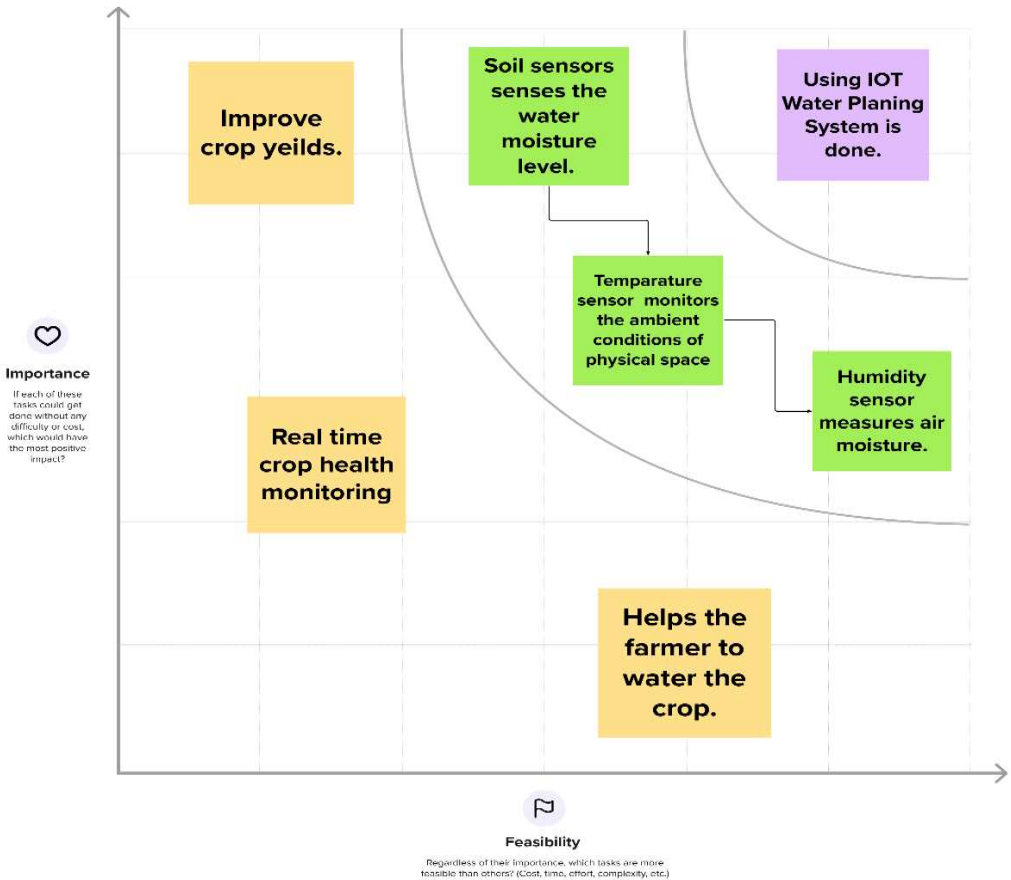 Improve
crop yeilds.
Soil sensors
senses the
water
moisture
level.
Using IOT
Water Planing
System is
done.
Temparature
sensor monitors
the ambient
conditions of
physical space
Humidity
sensor
measures air
moisture.
Importance
If each of these
tasks could get
done without any
difficulty or cost,
which would have
the most positive
impact?
Real time
crop health
monitoring
Helps the
farmer to
water the
crop.
Feasibility
Regardless of their importance, which tasks are more
feasible than others? (Cost, time, effort, complexity, etc.)